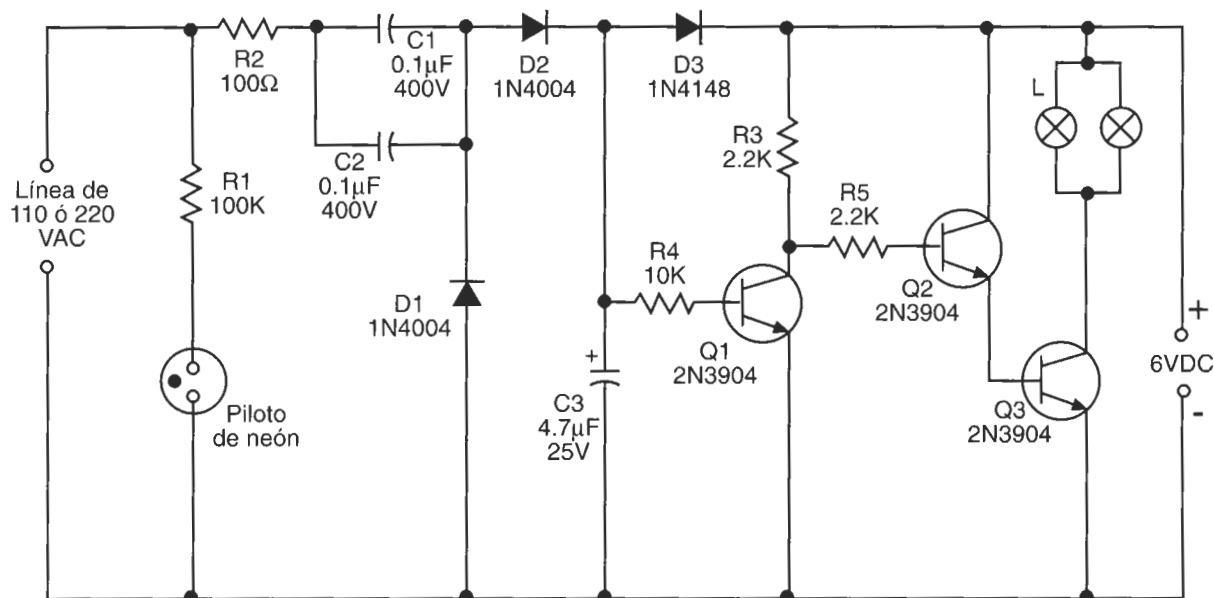 R2
100Ω
C1
0.1µF
400V
D2
1N4004
D3
1N4148
L
C2
0.1µF
400V
R3
2.2K
Línea de
110 ó 220
VAC
R1
100K
R5
2.2K
R4
10K
D1
1N4004
Q2
2N3904
Q1
2N3904
+
6VDC
-
+
C3
4.7µF
25V
Q3
2N3904
Piloto
de neón